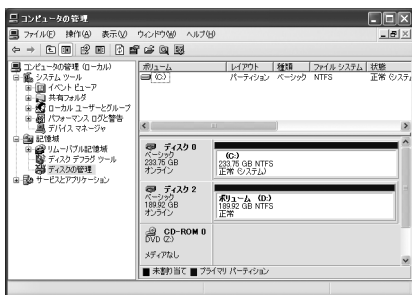 コンピュータの管理
ファイル(F) 操作(A) 表示(V) ウィンドウ(W) ヘルプ(H)
コンピュータの管理 (ローカル)
システム ツール
イベント ビューア
共有フォルダ
ローカル ユーザーとグループ
パフォーマンス ログと警告
デバイス マネージャ
記憶域
リムーバブル記憶域
ディスク デフラグ ツール
ディスクの管理
サービスとアプリケーション
ボリューム レイアウト 種類 ファイル システム 状態
(C:) パーティション ベーシック NTFS 正常 (システ
ディスク 0
ベーシック
233.75 GB
オンライン
(C:)
233.75 GB NTFS
正常 (システム)
ディスク 2
ベーシック
189.92 GB
オンライン
ボリューム (D:)
189.92 GB NTFS
正常
CD-ROM 0
DVD (Z:)
メディアなし
未割り当て プライマリ パーティション